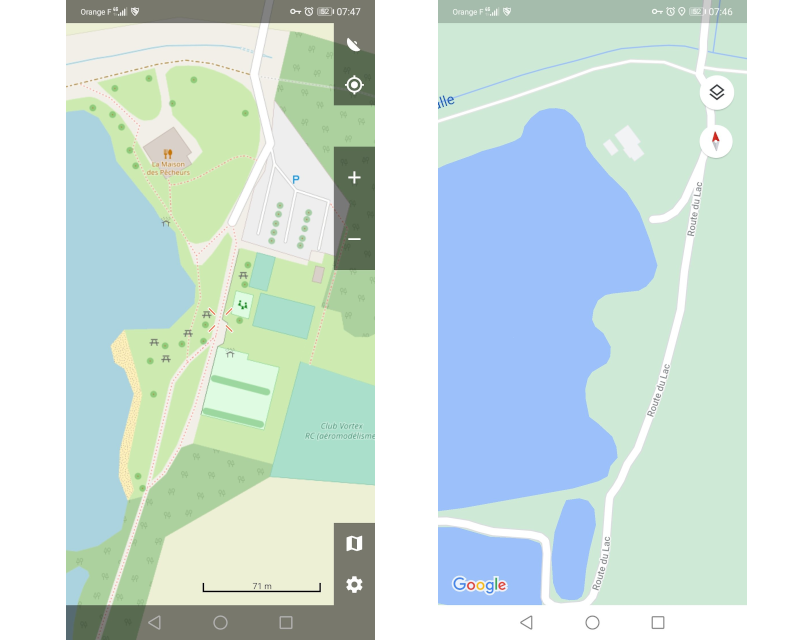 Orange F 4G 82 07:47
La Maison
des Pêcheurs
P
Club Vortex
RC (aéromodélisme
71 m
Orange F 4G 82 07:46
alle
Route du Lac
Route du Lac
Route du Lac
Google